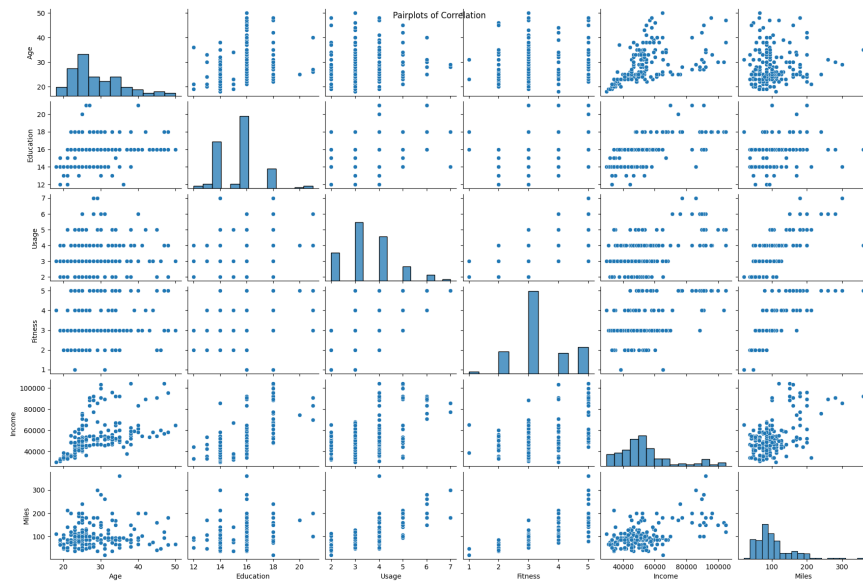 Pairplots of Correlation
Age
50
40
30
20
Education
20
18
16
14
12
Usage
7
6
5
4
3
2
Fitness
5
4
3
2
1
Income
100000
80000
60000
40000
Miles
300
200
100
20 30 40 50
12 14 16 18 20
2 3 4 5 6 7
1 2 3 4 5
40000 60000 80000 100000
100 200 300
Age Education Usage Fitness Income Miles